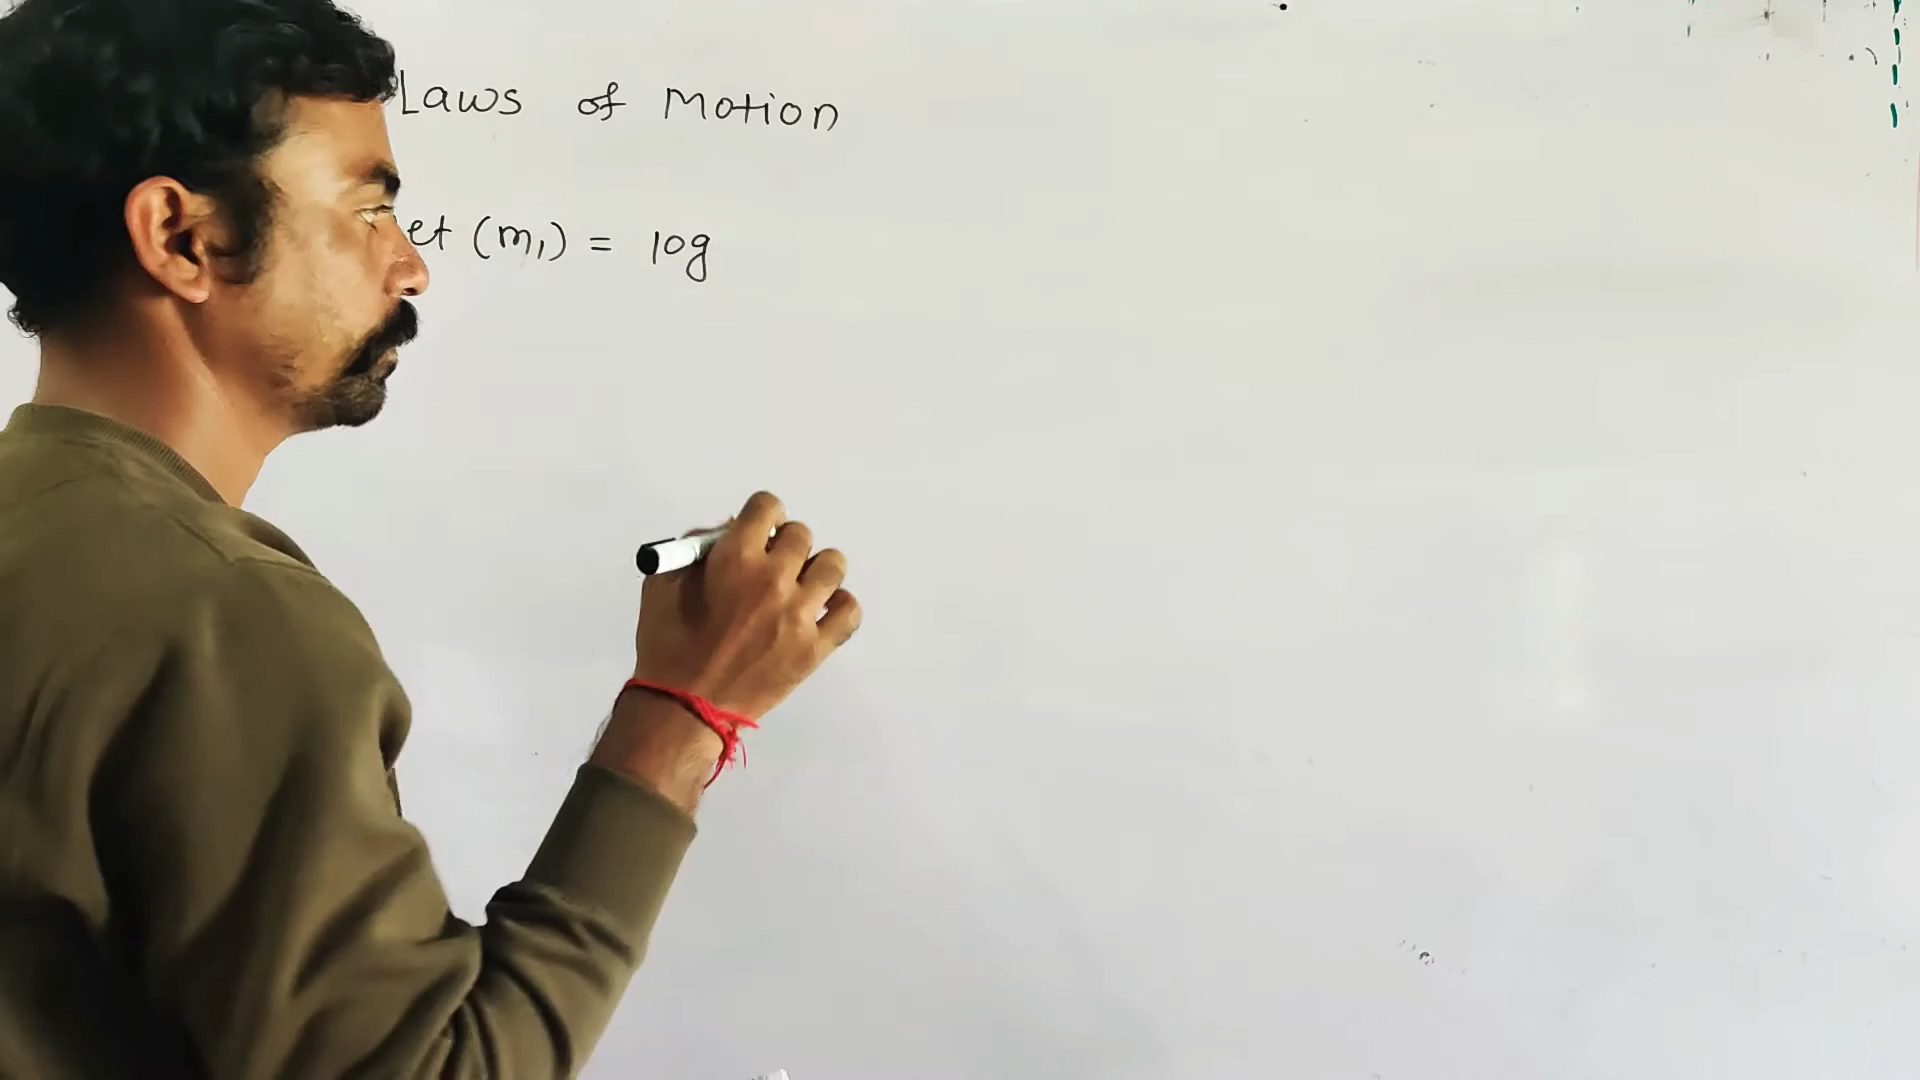 Laws of Motion
et (m₁) = 10g